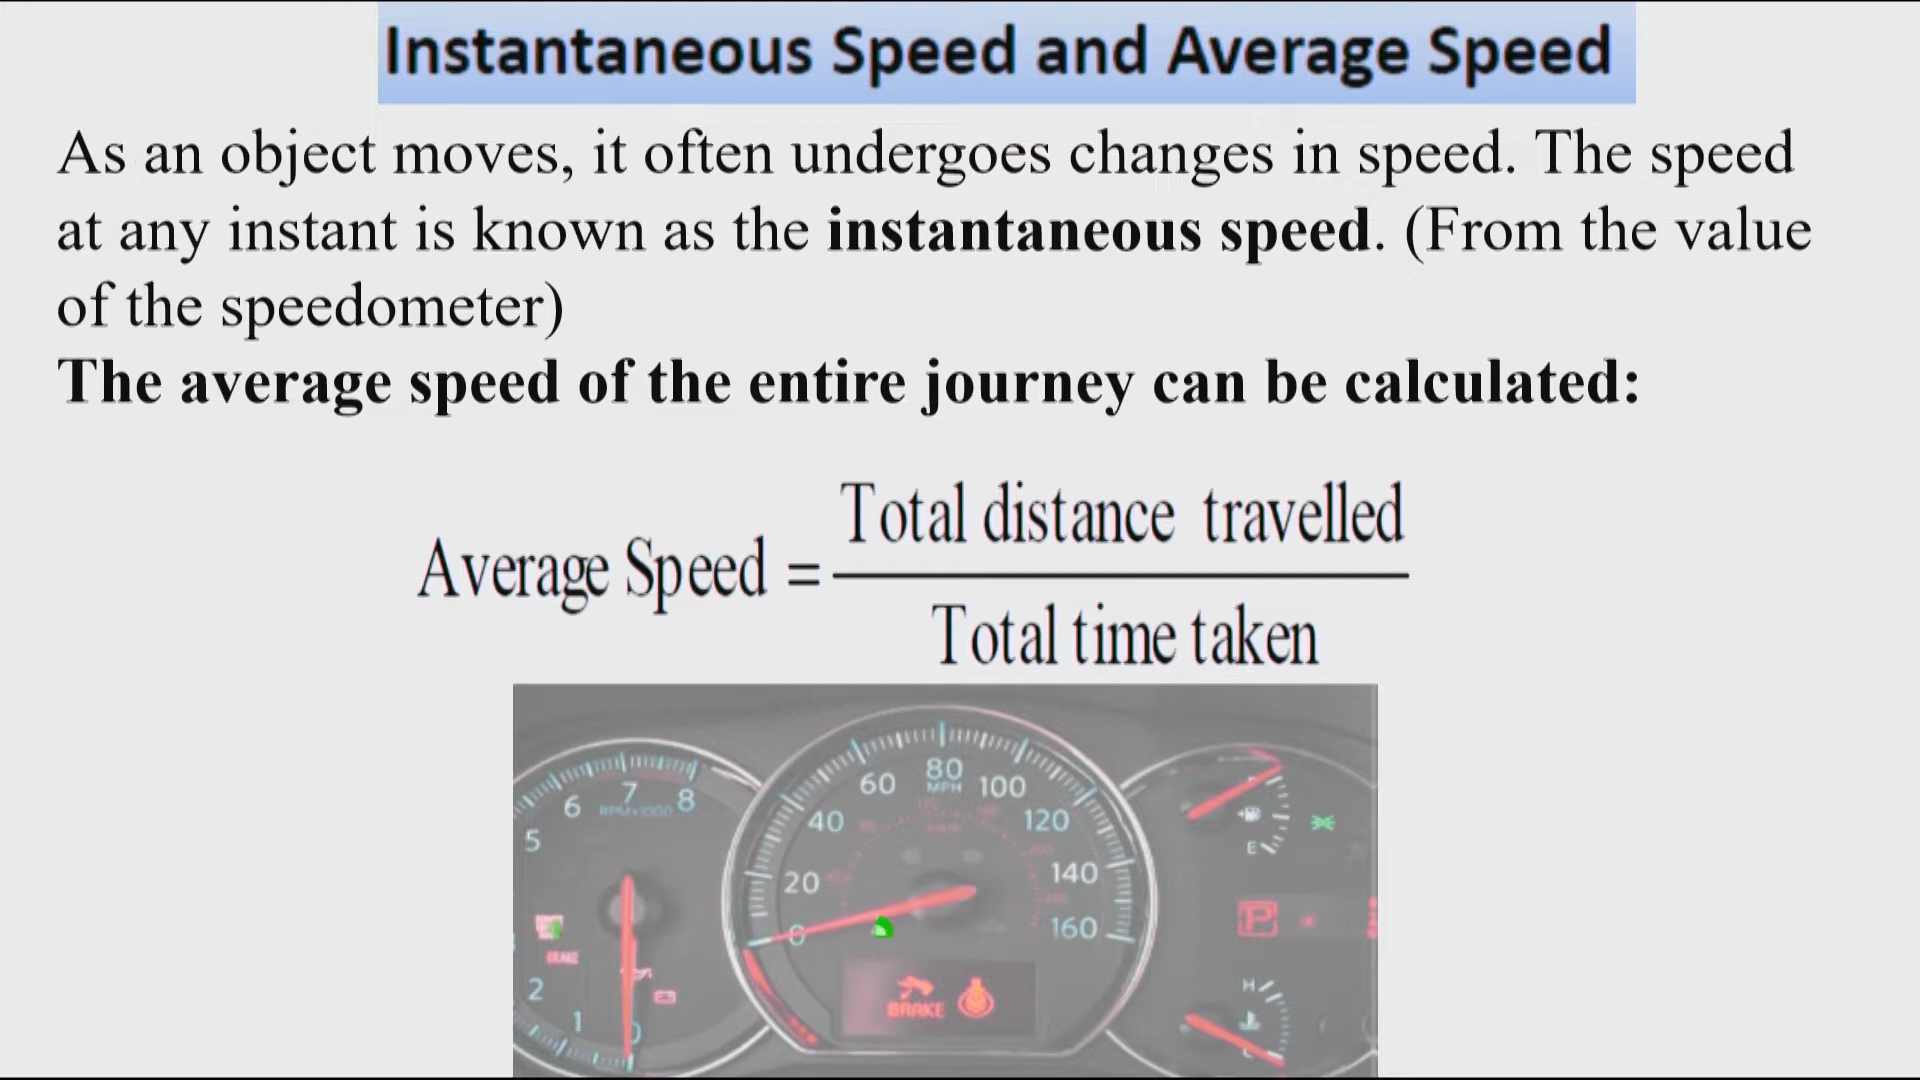 Instantaneous Speed and Average Speed
As an object moves, it often undergoes changes in speed. The speed
at any instant is known as the instantaneous speed. (From the value
of the speedometer)
The average speed of the entire journey can be calculated:
Average Speed = Total distance travelled
Total time taken
5 6 7 8
RPMx1000
2 1 0
0 20 40 60 80 100 120 140 160
MPH
BRAKE
BRAKE
E
P
H
C